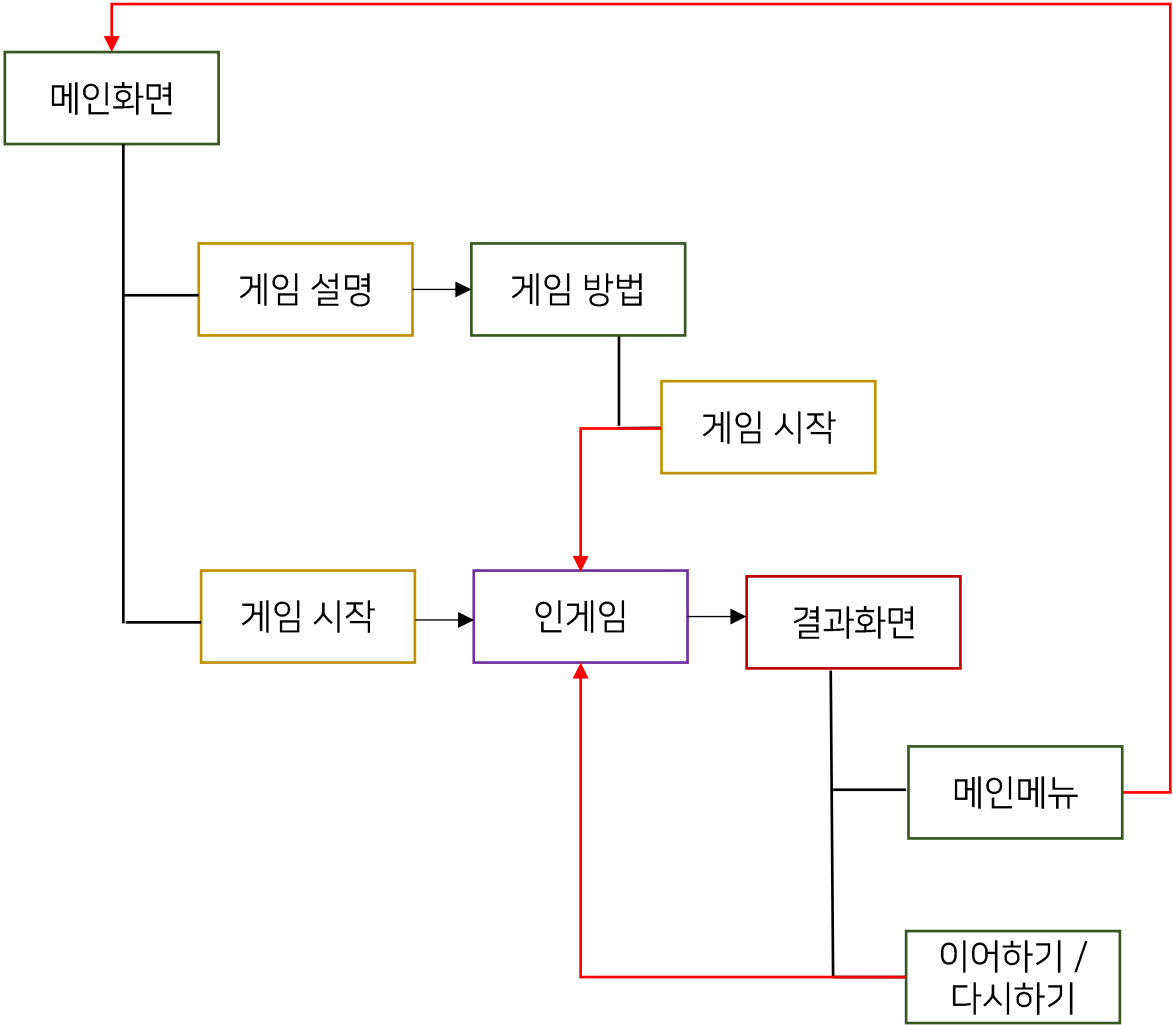 메인화면
게임 설명
게임 방법
게임 시작
게임 시작
인게임
결과화면
메인메뉴
이어하기 /
다시하기